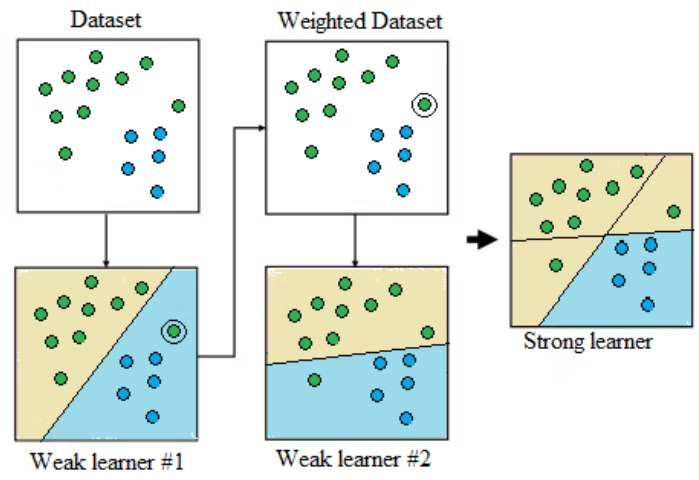 Dataset
Weighted Dataset
Strong learner
Weak learner #1
Weak learner #2